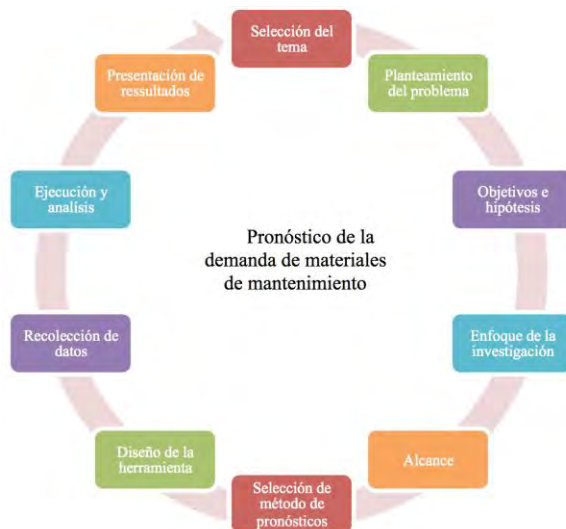 Selección del
tema
Planteamiento
del problema
Objetivos e
hipótesis
Enfoque de la
investigación
Alcance
Selección de
método de
pronósticos
Diseño de la
herramienta
Recolección de
datos
Ejecución y
analísis
Presentación de
ressultados
Pronóstico de la
demanda de materiales
de mantenimiento